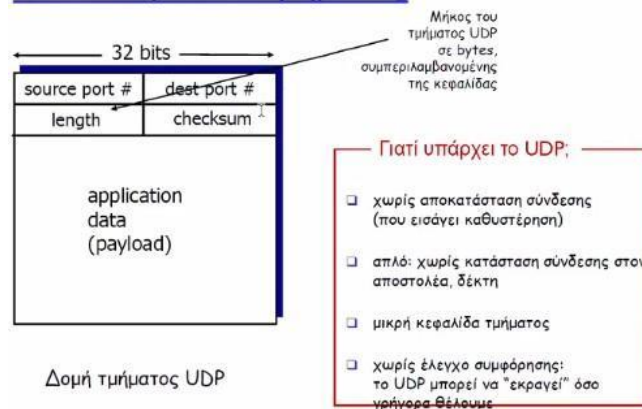 Μήκος του
τμήματος UDP
σε bytes,
συμπεριλαμβανομένης
της κεφαλίδας
32 bits
source port # dest port #
length checksum
application
data
(payload)
Δομή τμήματος UDP
Γιατί υπάρχει το UDP;
χωρίς αποκατάσταση σύνδεσης
(που εισάγει καθυστέρηση)
απλό: χωρίς κατάσταση σύνδεσης στον
αποστολέα, δέκτη
μικρή κεφαλίδα τμήματος
χωρίς έλεγχο συμφόρησης:
το UDP μπορεί να “εκραγεί” όσο
γρήγορα θέλουμε